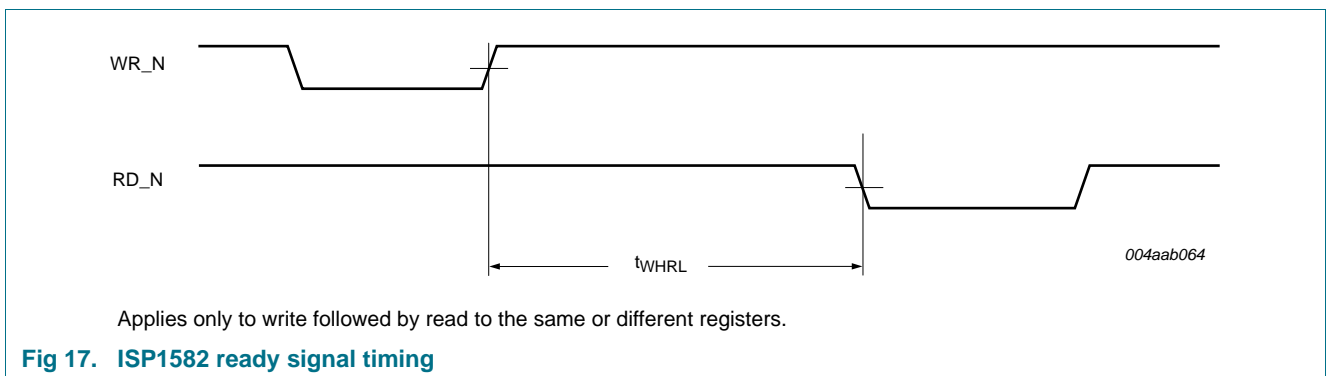 WR_N
RD_N
tWHRL
004aab064
Applies only to write followed by read to the same or different registers.
Fig 17. ISP1582 ready signal timing